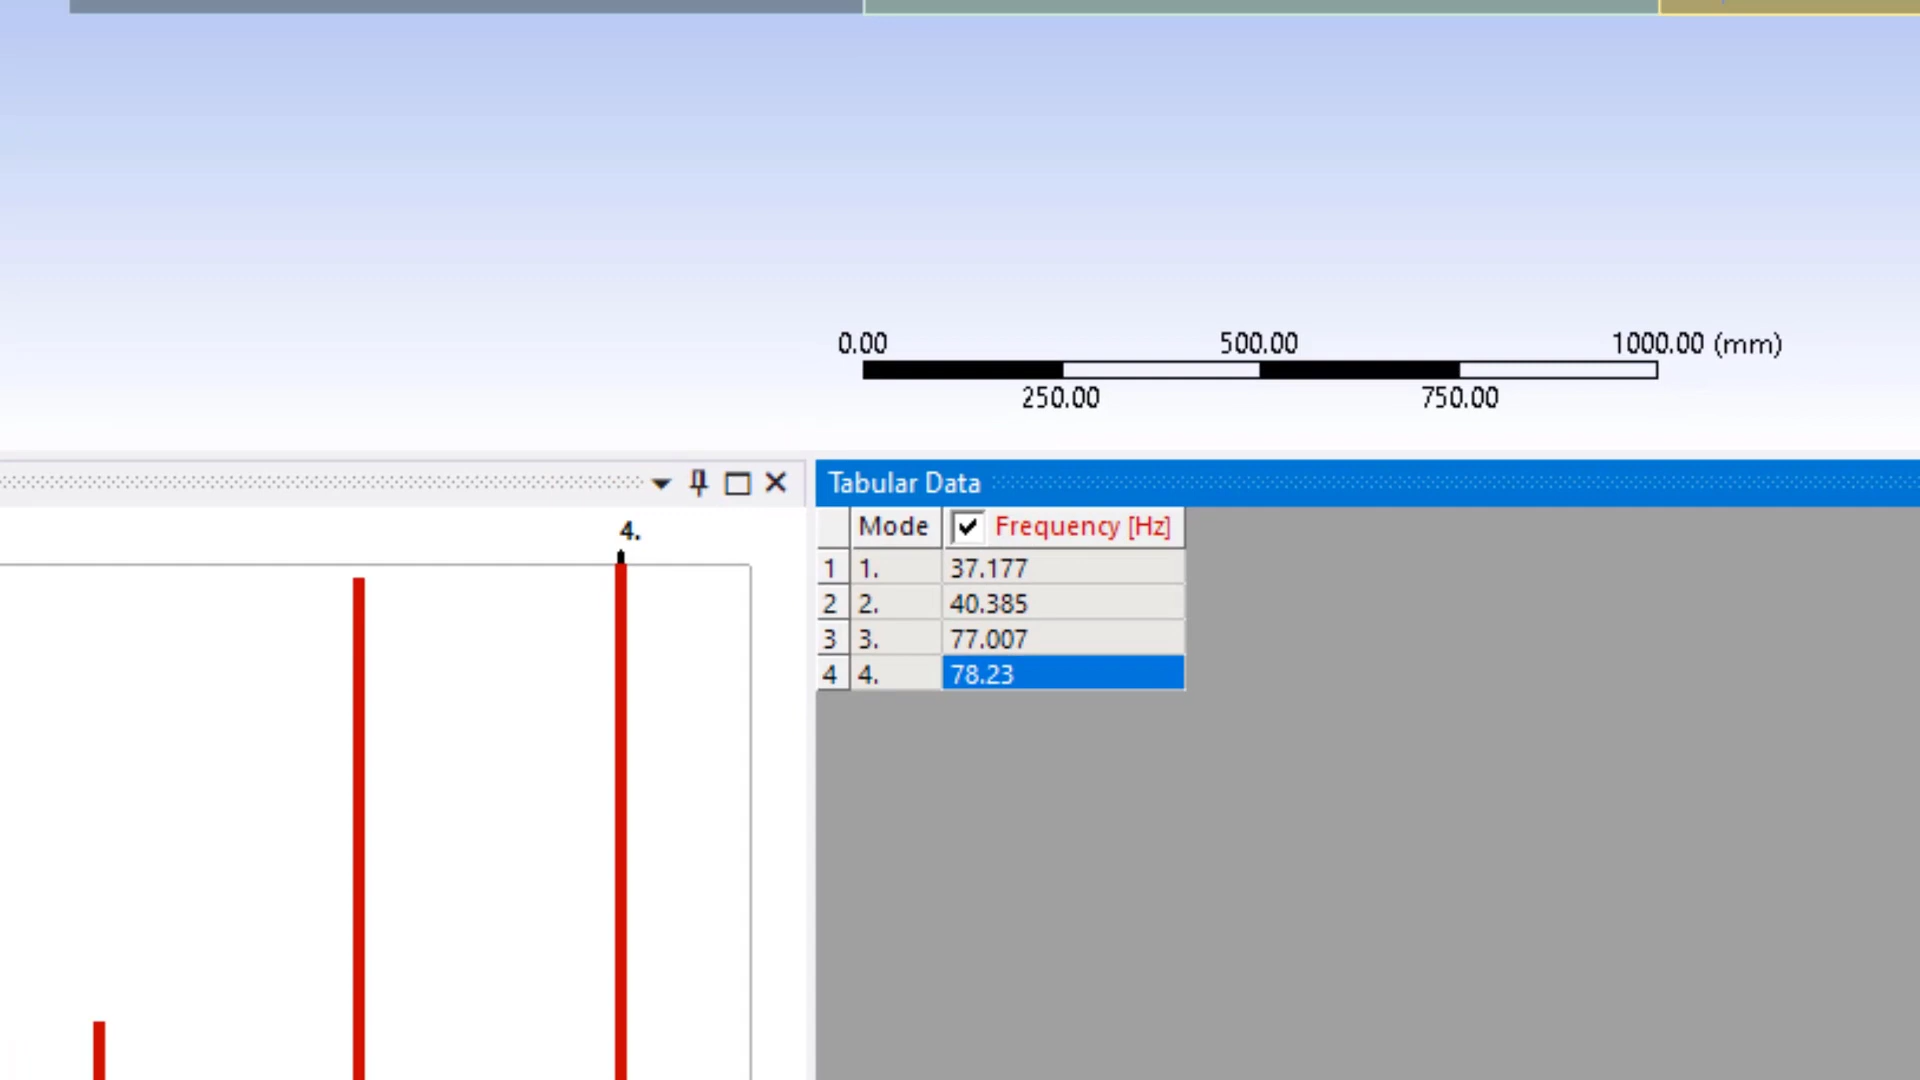 0.00 500.00 1000.00 (mm)
250.00 750.00
4.
Tabular Data
Mode Frequency [Hz]
1 1. 37.177
2 2. 40.385
3 3. 77.007
4 4. 78.23